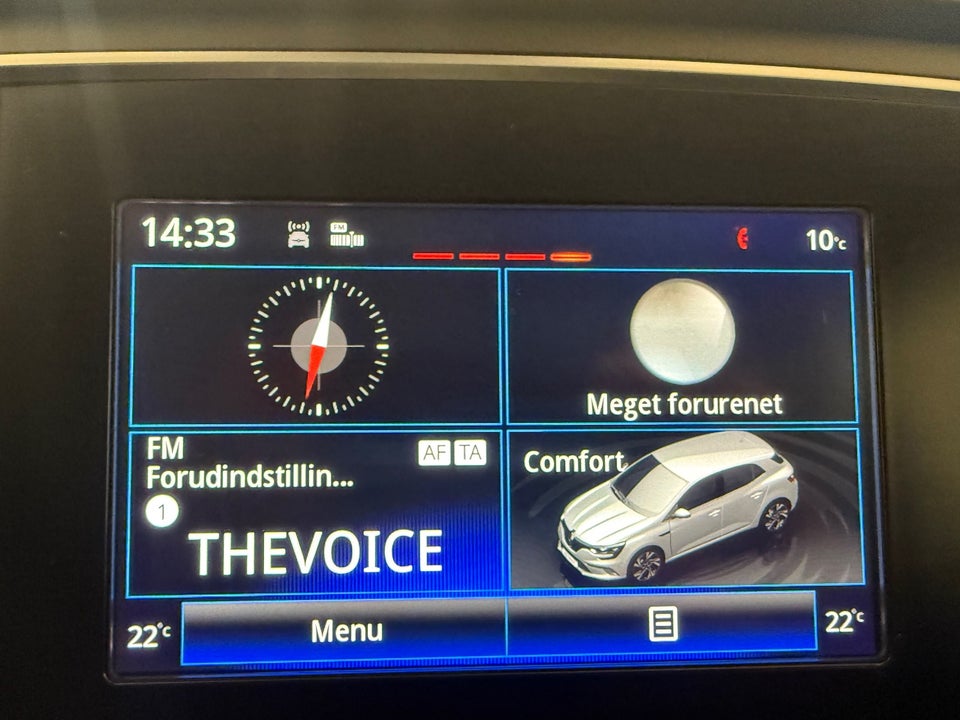 14:33
FM
10°c
Meget forurenet
FM
AF TA
Forudindstillin...
1
THEVOICE
Comfort
22°c
Menu
22°c